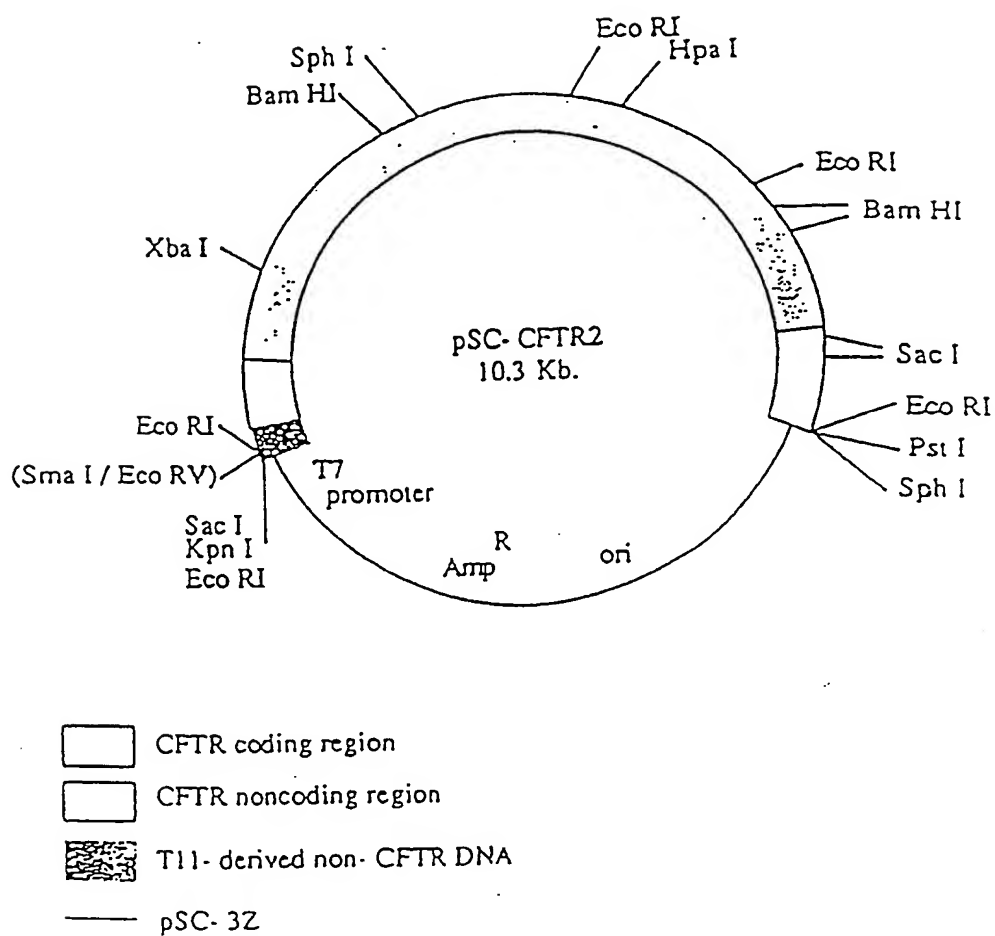 Eco RI
Hpa I
Sph I
Bam HI
Eco RI
Bam HI
Xba I
pSC- CFTR2
10.3 Kb.
Sac I
Eco RI
Pst I
Sph I
Eco RI
(Sma I / Eco RV)
T7
promoter
Sac I
Kpn I
Eco RI
Amp R
ori
CFTR coding region
CFTR noncoding region
T11- derived non- CFTR DNA
pSC- 3Z